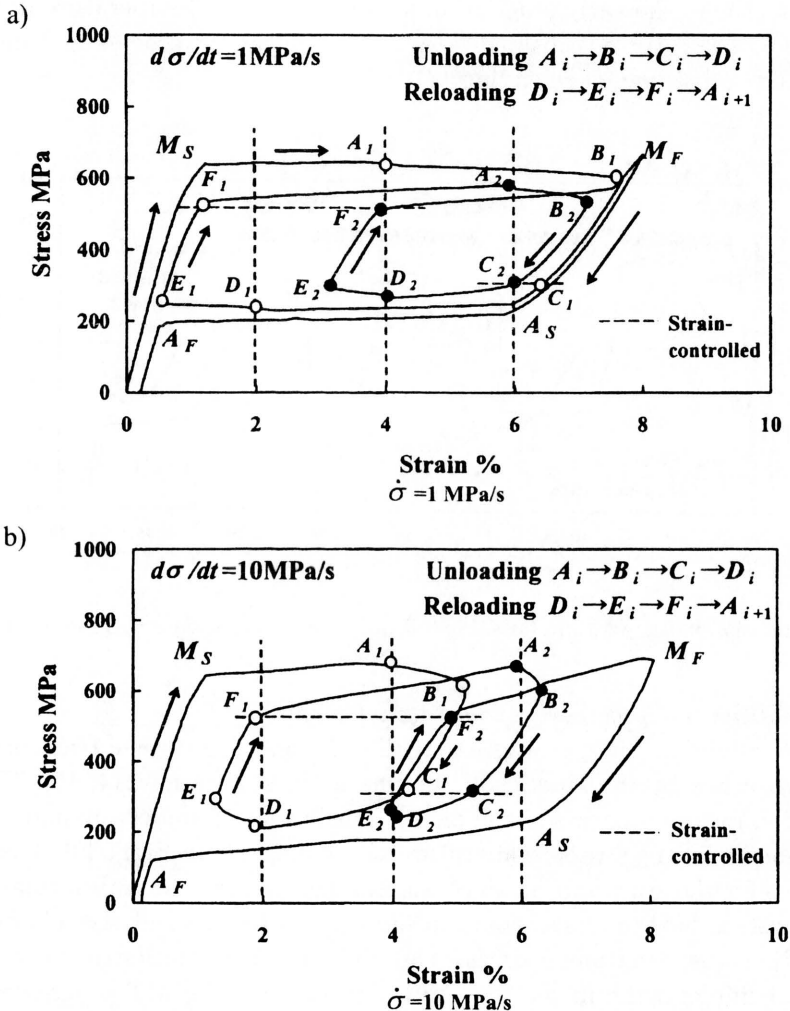 a)
1000
800
600
400
200
0
Stress MPa
dσ/dt=1MPa/s
Unloading A_i→B_i→C_i→D_i
Reloading D_i→E_i→F_i→A_{i+1}
M_S
A_1
B_1
M_F
F_1
A_2
B_2
F_2
E_1
D_1
E_2
D_2
C_2
C_1
A_F
A_S
Strain-
controlled
0 2 4 6 8 10
Strain %
σ̇ =1 MPa/s
b)
1000
800
600
400
200
0
Stress MPa
dσ/dt=10MPa/s
Unloading A_i→B_i→C_i→D_i
Reloading D_i→E_i→F_i→A_{i+1}
M_S
A_1
A_2
M_F
F_1
B_1
B_2
F_2
E_1
D_1
C_1
C_2
E_2
D_2
A_F
A_S
Strain-
controlled
0 2 4 6 8 10
Strain %
σ̇ =10 MPa/s